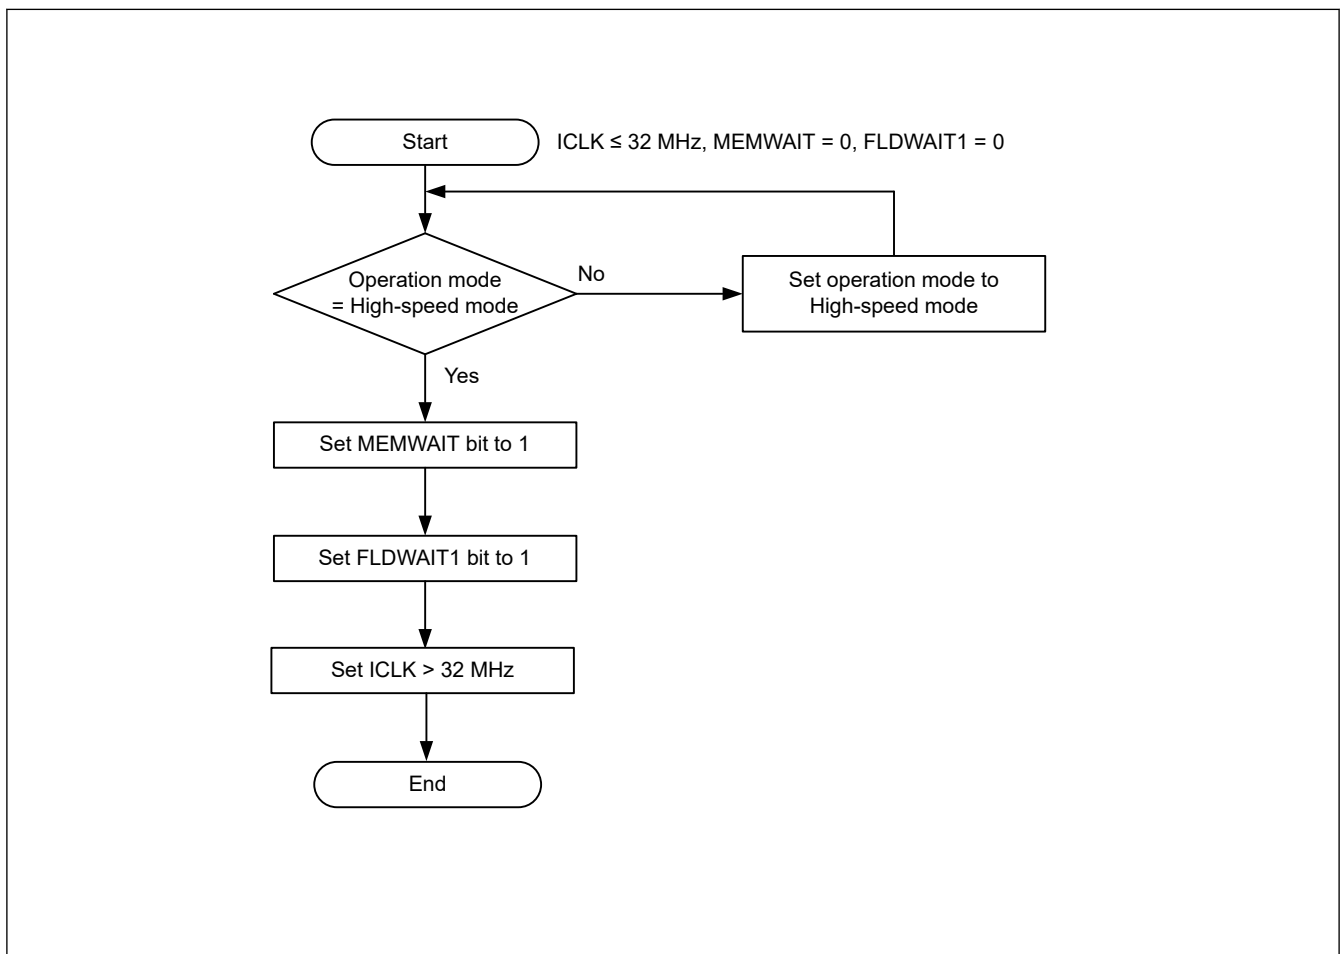 Start
ICLK ≤ 32 MHz, MEMWAIT = 0, FLDWAIT1 = 0
Operation mode
= High-speed mode
No
Set operation mode to
High-speed mode
Yes
Set MEMWAIT bit to 1
Set FLDWAIT1 bit to 1
Set ICLK > 32 MHz
End